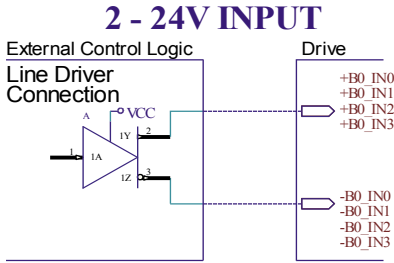 2 - 24V INPUT
External Control Logic
Drive
Line Driver
Connection
A
VCC
1
1A
1Y
2
1Z
3
+B0_IN0
+B0_IN1
+B0_IN2
+B0_IN3
-B0_IN0
-B0_IN1
-B0_IN2
-B0_IN3